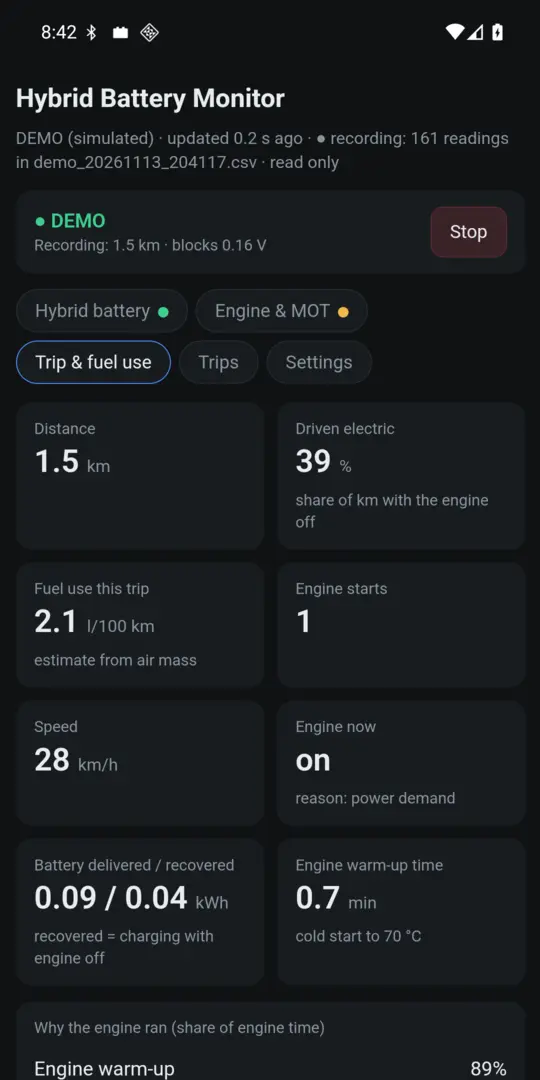 8:42
Hybrid Battery Monitor
DEMO (simulated) · updated 0.2 s ago · ● recording: 161 readings
in demo_20261113_204117.csv · read only
● DEMO
Recording: 1.5 km · blocks 0.16 V
Stop
Hybrid battery
Engine & MOT
Trip & fuel use
Trips
Settings
Distance
1.5 km
Driven electric
39 %
share of km with the engine
off
Fuel use this trip
2.1 l/100 km
estimate from air mass
Engine starts
1
Speed
28 km/h
Engine now
on
reason: power demand
Battery delivered / recovered
0.09 / 0.04 kWh
recovered = charging with
engine off
Engine warm-up time
0.7 min
cold start to 70 °C
Why the engine ran (share of engine time)
Engine warm-up 89%